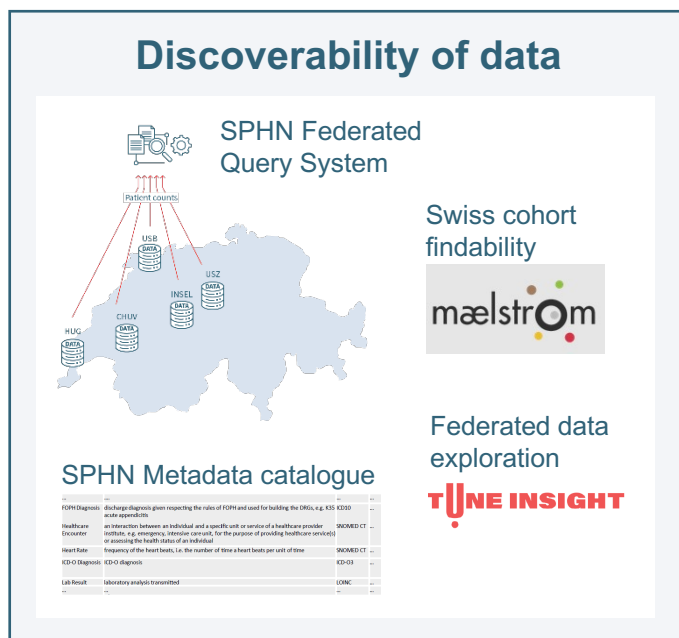 Discoverability of data
SPHN Federated
Query System
Patient counts
USB
DATA
USZ
DATA
INSEL
DATA
CHUV
DATA
HUG
DATA
Swiss cohort
findability
mælstrom
Federated data
exploration
TUNE INSIGHT
SPHN Metadata catalogue
... ... ... ...
FOPH Diagnosis discharge diagnosis given respecting the rules of FOPH and used for building the DRGs, e.g. K35 ICD10 ...
acute appendicitis
Healthcare an interaction between an individual and a specific unit or service of a healthcare provider SNOMED CT ...
Encounter institute, e.g. emergency, intensive care unit, for the purpose of providing healthcare service(s)
or assessing the health status of an individual
Heart Rate frequency of the heart beats, i.e. the number of time a heart beats per unit of time SNOMED CT ...
ICD-O Diagnosis ICD-O diagnosis ICD-O3 ...
Lab Result laboratory analysis transmitted LOINC ...
... ... ... ...